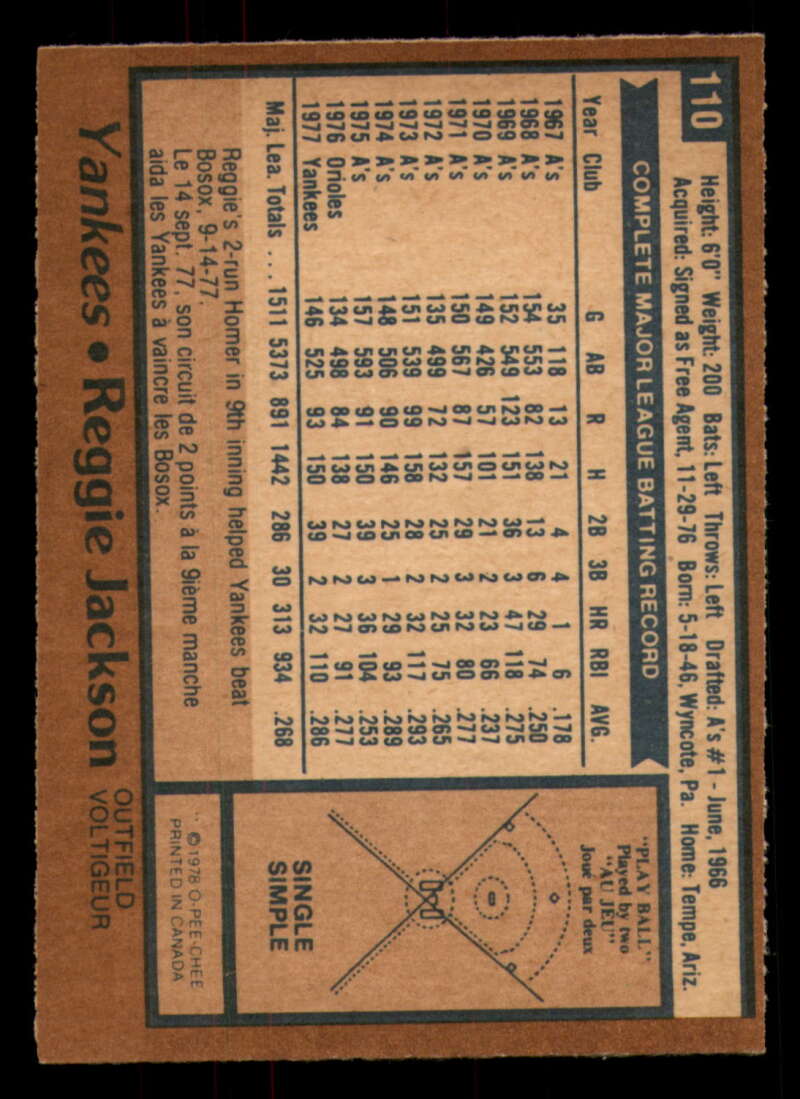 110
Height: 6'0" Weight: 200 Bats: Left Throws: Left Drafted: A's #1 - June, 1966
Acquired: Signed as Free Agent, 11-29-76 Born: 5-18-46, Wyncote, Pa. Home: Tempe, Ariz.
COMPLETE MAJOR LEAGUE BATTING RECORD
Year Club G AB R H 2B 3B HR RBI AVG.
1967 A's 35 118 13 21 4 4 1 6 .178
1968 A's 154 553 82 138 13 6 29 74 .250
1969 A's 152 549 123 151 36 3 47 118 .275
1970 A's 149 426 57 101 21 2 23 66 .237
1971 A's 150 567 87 157 29 3 32 80 .277
1972 A's 135 499 72 132 25 2 25 75 .265
1973 A's 151 539 99 158 28 2 32 117 .293
1974 A's 148 506 90 146 25 1 29 93 .289
1975 A's 157 593 91 150 39 3 36 104 .253
1976 Orioles 134 498 84 138 27 2 27 91 .277
1977 Yankees 146 525 93 150 39 2 32 110 .286
Maj. Lea. Totals ... 1511 5373 891 1442 286 30 313 934 .268
Reggie's 2-run Homer in 9th inning helped Yankees beat
Bosox, 9-14-77.
Le 14 sept. 77, son circuit de 2 points à la 9ième manche
aida les Yankees à vaincre les Bosox.
"PLAY BALL"
Played by two
"AU JEU"
Joué par deux
SINGLE
SIMPLE
© 1978 O-PEE-CHEE
PRINTED IN CANADA
Yankees • Reggie Jackson
OUTFIELD
VOLTIGEUR